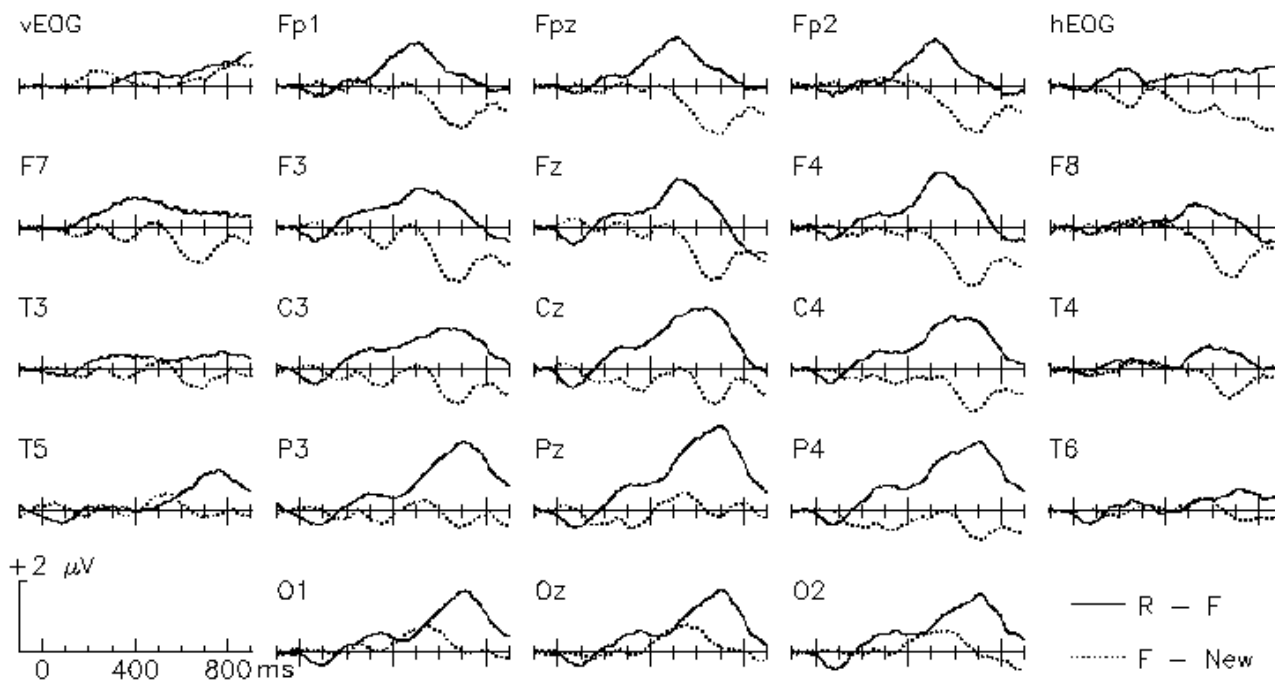 vEOG Fp1 Fpz Fp2 hEOG
F7 F3 Fz F4 F8
T3 C3 Cz C4 T4
T5 P3 Pz P4 T6
+2 μV
O1 Oz O2
R – F
F – New
0 400 800 ms